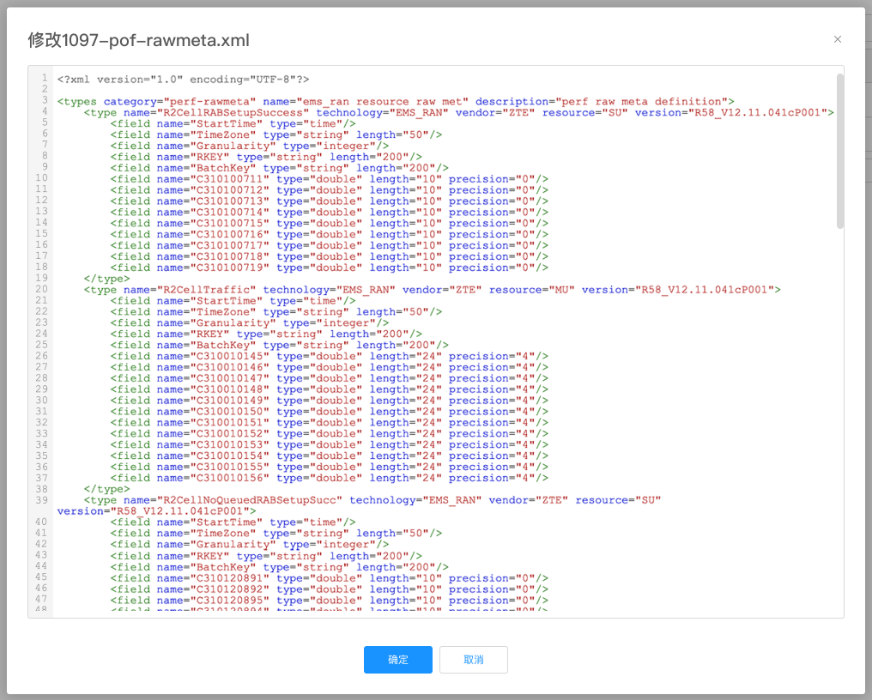 修改1097-pof-rawmeta.xml
×
1 <?xml version="1.0" encoding="UTF-8"?>
2
3 <types category="perf-rawmeta" name="ems_ran resource raw met" description="perf raw meta definition">
4 <type name="R2CellRABSetupSuccess" technology="EMS_RAN" vendor="ZTE" resource="SU" version="R58_V12.11.041cP001">
5 <field name="StartTime" type="time"/>
6 <field name="TimeZone" type="string" length="50"/>
7 <field name="Granularity" type="integer"/>
8 <field name="RKEY" type="string" length="200"/>
9 <field name="BatchKey" type="string" length="200"/>
10 <field name="C310100711" type="double" length="10" precision="0"/>
11 <field name="C310100712" type="double" length="10" precision="0"/>
12 <field name="C310100713" type="double" length="10" precision="0"/>
13 <field name="C310100714" type="double" length="10" precision="0"/>
14 <field name="C310100715" type="double" length="10" precision="0"/>
15 <field name="C310100716" type="double" length="10" precision="0"/>
16 <field name="C310100717" type="double" length="10" precision="0"/>
17 <field name="C310100718" type="double" length="10" precision="0"/>
18 <field name="C310100719" type="double" length="10" precision="0"/>
19 </type>
20 <type name="R2CellTraffic" technology="EMS_RAN" vendor="ZTE" resource="MU" version="R58_V12.11.041cP001">
21 <field name="StartTime" type="time"/>
22 <field name="TimeZone" type="string" length="50"/>
23 <field name="Granularity" type="integer"/>
24 <field name="RKEY" type="string" length="200"/>
25 <field name="BatchKey" type="string" length="200"/>
26 <field name="C310010145" type="double" length="24" precision="4"/>
27 <field name="C310010146" type="double" length="24" precision="4"/>
28 <field name="C310010147" type="double" length="24" precision="4"/>
29 <field name="C310010148" type="double" length="24" precision="4"/>
30 <field name="C310010149" type="double" length="24" precision="4"/>
31 <field name="C310010150" type="double" length="24" precision="4"/>
32 <field name="C310010151" type="double" length="24" precision="4"/>
33 <field name="C310010152" type="double" length="24" precision="4"/>
34 <field name="C310010153" type="double" length="24" precision="4"/>
35 <field name="C310010154" type="double" length="24" precision="4"/>
36 <field name="C310010155" type="double" length="24" precision="4"/>
37 <field name="C310010156" type="double" length="24" precision="4"/>
38 </type>
39 <type name="R2CellNoQueuedRABSetupSucc" technology="EMS_RAN" vendor="ZTE" resource="SU"
version="R58_V12.11.041cP001">
40 <field name="StartTime" type="time"/>
41 <field name="TimeZone" type="string" length="50"/>
42 <field name="Granularity" type="integer"/>
43 <field name="RKEY" type="string" length="200"/>
44 <field name="BatchKey" type="string" length="200"/>
45 <field name="C310120891" type="double" length="10" precision="0"/>
46 <field name="C310120892" type="double" length="10" precision="0"/>
47 <field name="C310120895" type="double" length="10" precision="0"/>
48
确定
取消